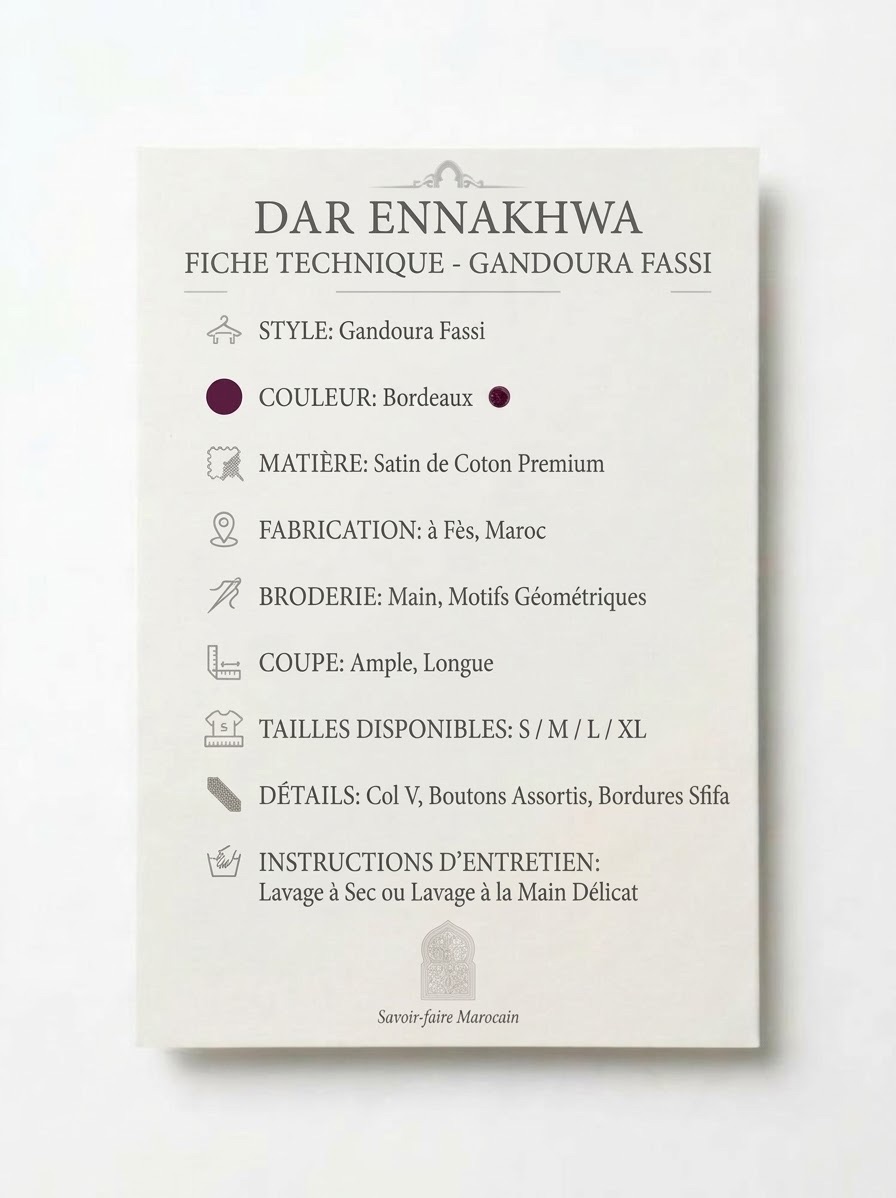 DAR ENNAKHWA
FICHE TECHNIQUE - GANDOURA FASSI
STYLE: Gandoura Fassi
COULEUR: Bordeaux
MATIÈRE: Satin de Coton Premium
FABRICATION: à Fès, Maroc
BRODERIE: Main, Motifs Géométriques
COUPE: Ample, Longue
S
TAILLES DISPONIBLES: S / M / L / XL
DÉTAILS: Col V, Boutons Assortis, Bordures Sfifa
INSTRUCTIONS D’ENTRETIEN:
Lavage à Sec ou Lavage à la Main Délicat
Savoir-faire Marocain